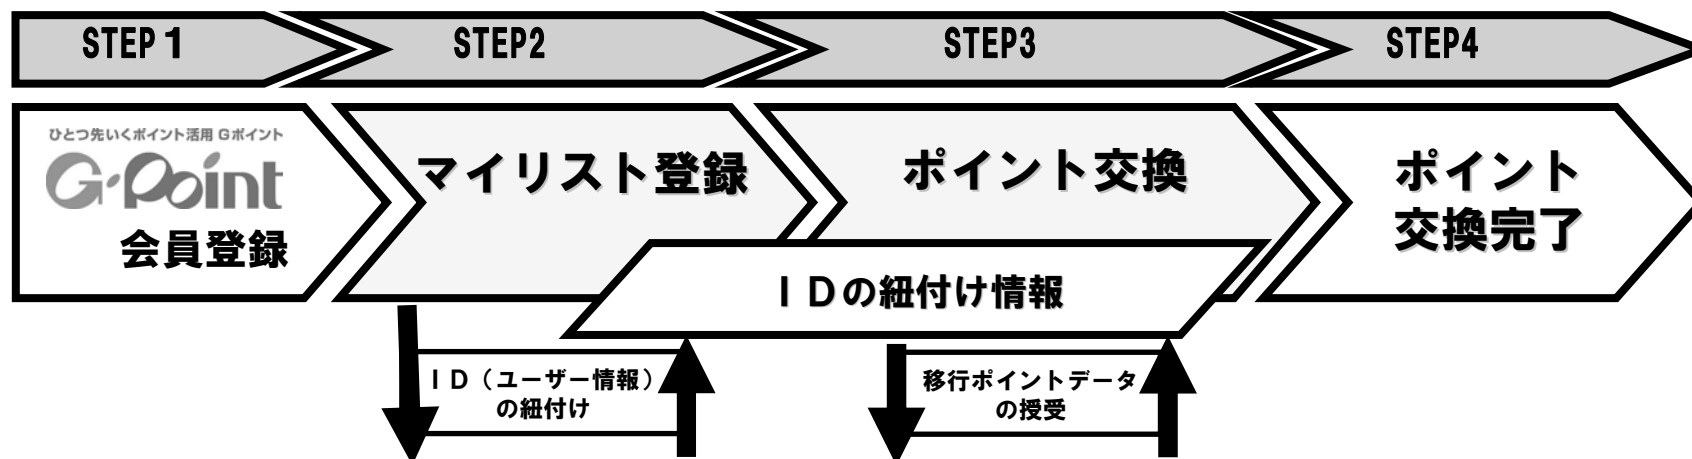 STEP 1
STEP2
STEP3
STEP4
ひとつ先いくポイント活用 Gポイント
G・Point
会員登録
マイリスト登録
ポイント交換
ポイント
交換完了
ＩＤの紐付け情報
ＩＤ（ユーザー情報）
の紐付け
移行ポイントデータ
の授受